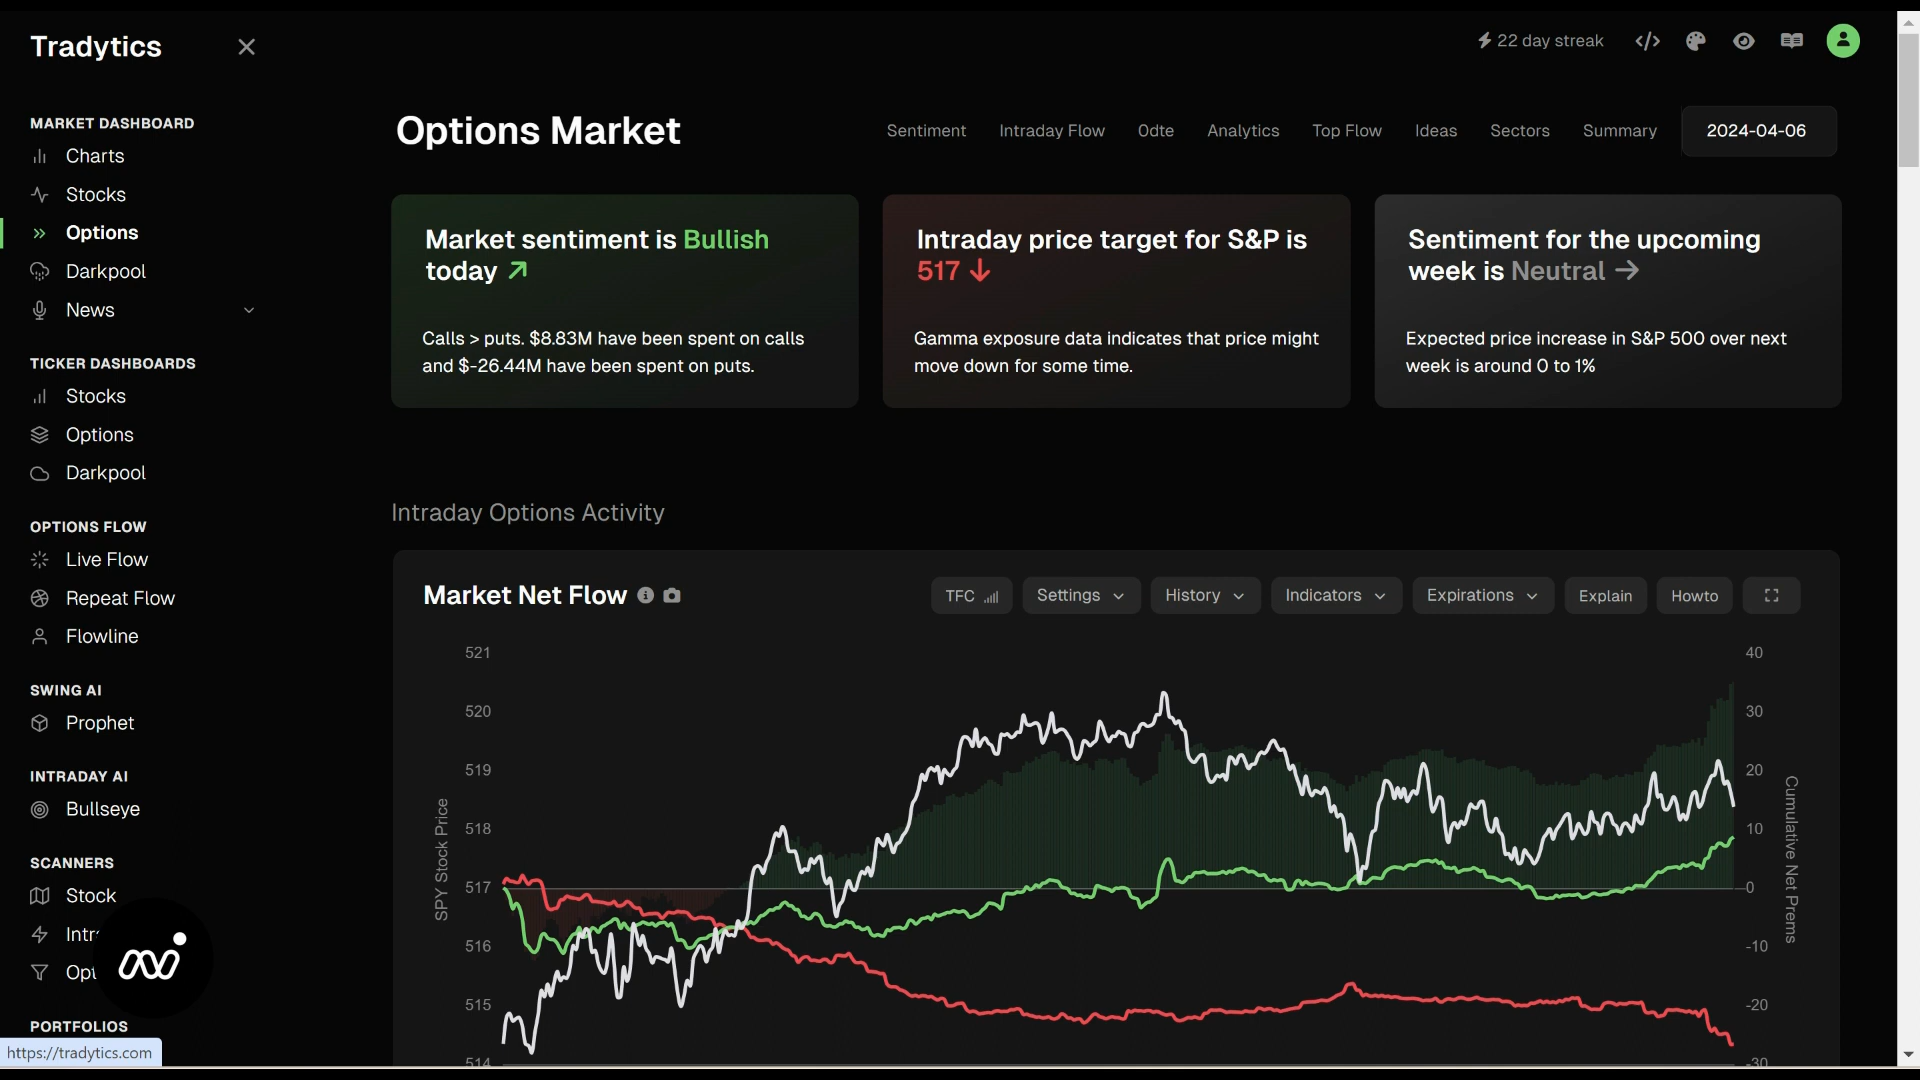 Tradytics
22 day streak
MARKET DASHBOARD
Charts
Stocks
Options
Darkpool
News
TICKER DASHBOARDS
Stocks
Options
Darkpool
OPTIONS FLOW
Live Flow
Repeat Flow
Flowline
SWING AI
Prophet
INTRADAY AI
Bullseye
SCANNERS
Stock
Intr
Opt
PORTFOLIOS
https://tradytics.com
Options Market
Sentiment
Intraday Flow
0dte
Analytics
Top Flow
Ideas
Sectors
Summary
2024-04-06
Market sentiment is Bullish
today
Calls > puts. $8.83M have been spent on calls
and $-26.44M have been spent on puts.
Intraday price target for S&P is
517
Gamma exposure data indicates that price might
move down for some time.
Sentiment for the upcoming
week is Neutral
Expected price increase in S&P 500 over next
week is around 0 to 1%
Intraday Options Activity
Market Net Flow
TFC
Settings
History
Indicators
Expirations
Explain
Howto
SPY Stock Price
521
520
519
518
517
516
515
514
40
30
20
10
0
-10
-20
-30
Cumulative Net Prems